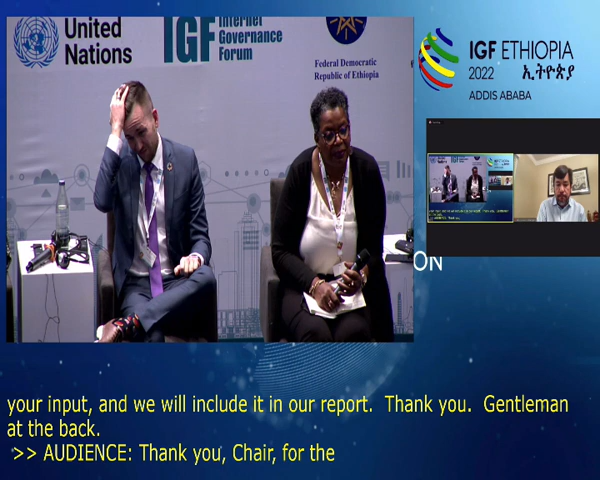 United
Nations
IGF
Internet
Governance
Forum
Federal Democratic
Republic of Ethiopia
IGF ETHIOPIA
2022 ኢትዮጵያ
ADDIS ABABA
ON
your input, and we will include it in our report. Thank you. Gentleman
at the back.
>> AUDIENCE: Thank you, Chair, for the